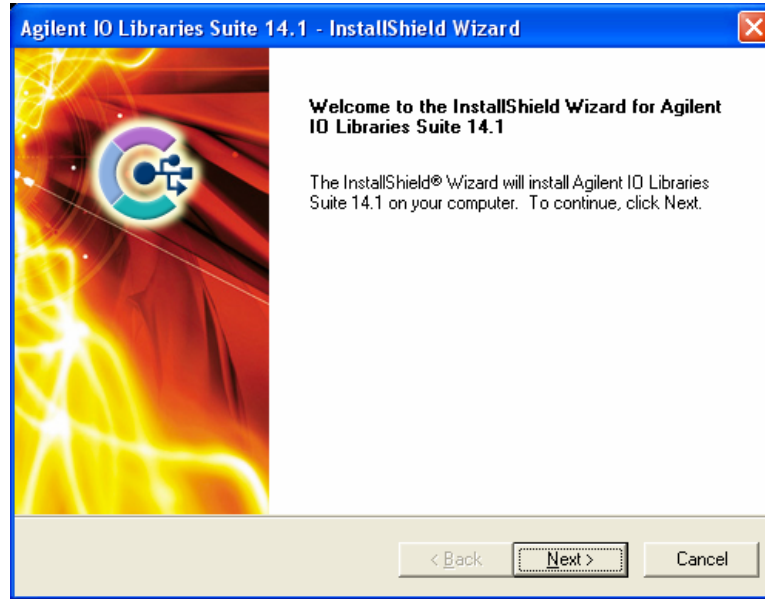 Agilent IO Libraries Suite 14.1 - InstallShield Wizard
Welcome to the InstallShield Wizard for Agilent
IO Libraries Suite 14.1
The InstallShield® Wizard will install Agilent IO Libraries
Suite 14.1 on your computer. To continue, click Next.
< Back
Next >
Cancel